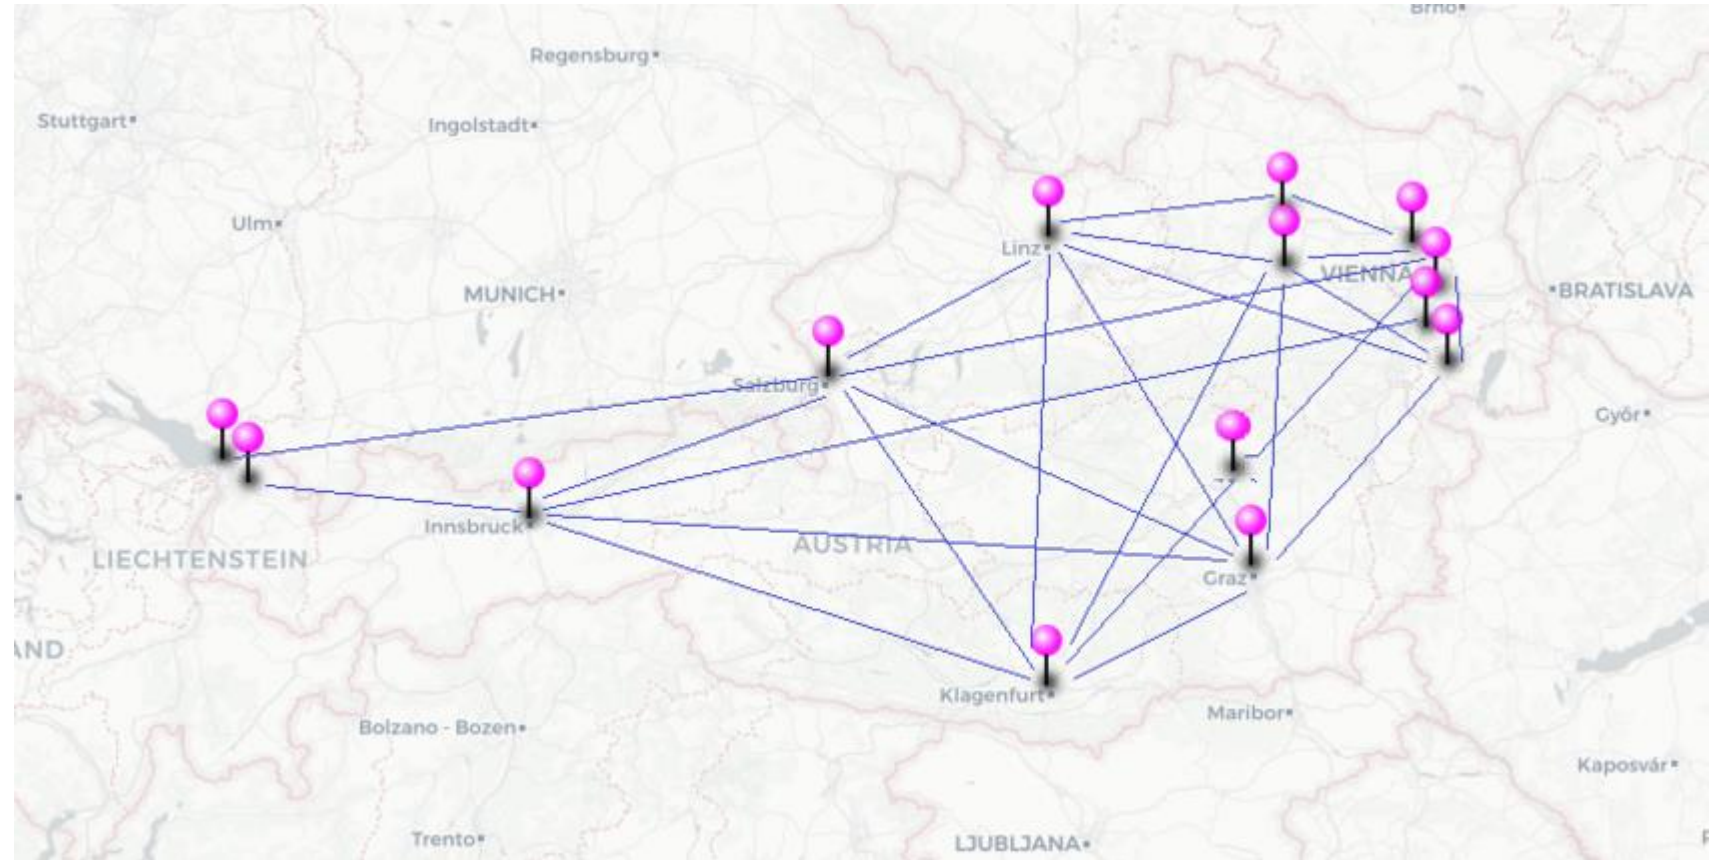 Brno
Regensburg
Stuttgart
Ingolstadt
Ulm
Linz
VIENNA
MUNICH
BRATISLAVA
Salzburg
Győr
Innsbruck
AUSTRIA
LIECHTENSTEIN
Graz
Klagenfurt
Maribor
Bolzano - Bozen
Kaposvár
Trento
LJUBLJANA